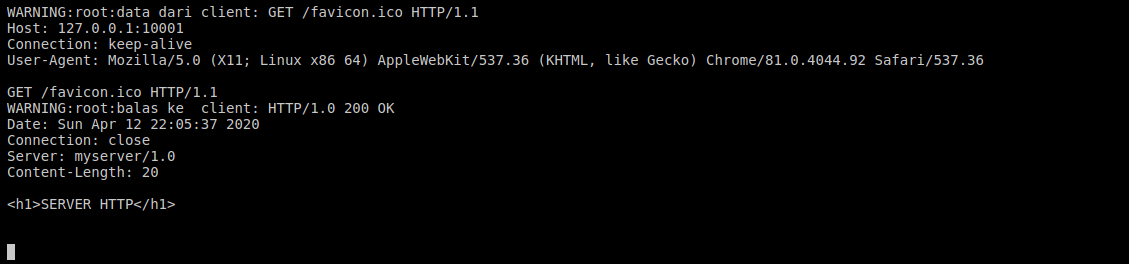 WARNING:root:data dari client: GET /favicon.ico HTTP/1.1
Host: 127.0.0.1:10001
Connection: keep-alive
User-Agent: Mozilla/5.0 (X11; Linux x86 64) AppleWebKit/537.36 (KHTML, like Gecko) Chrome/81.0.4044.92 Safari/537.36
GET /favicon.ico HTTP/1.1
WARNING:root:balas ke  client: HTTP/1.0 200 OK
Date: Sun Apr 12 22:05:37 2020
Connection: close
Server: myserver/1.0
Content-Length: 20
<h1>SERVER HTTP</h1>